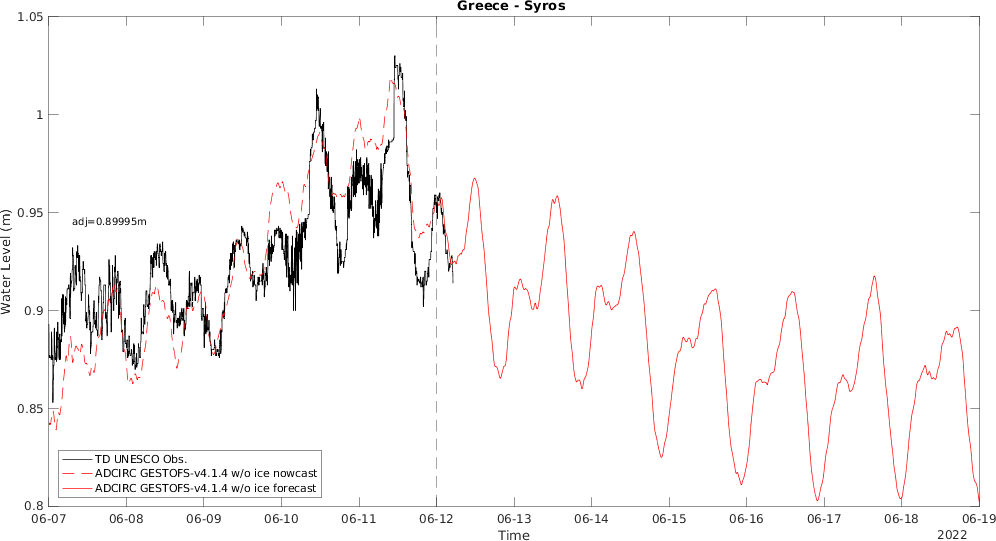 Greece - Syros
1.05
1
0.95
0.9
0.85
0.8
Water Level (m)
adj=0.89995m
TD UNESCO Obs.
ADCIRC GESTOFS-v4.1.4 w/o ice nowcast
ADCIRC GESTOFS-v4.1.4 w/o ice forecast
06-07 06-08 06-09 06-10 06-11 06-12 06-13 06-14 06-15 06-16 06-17 06-18 06-19
Time
2022